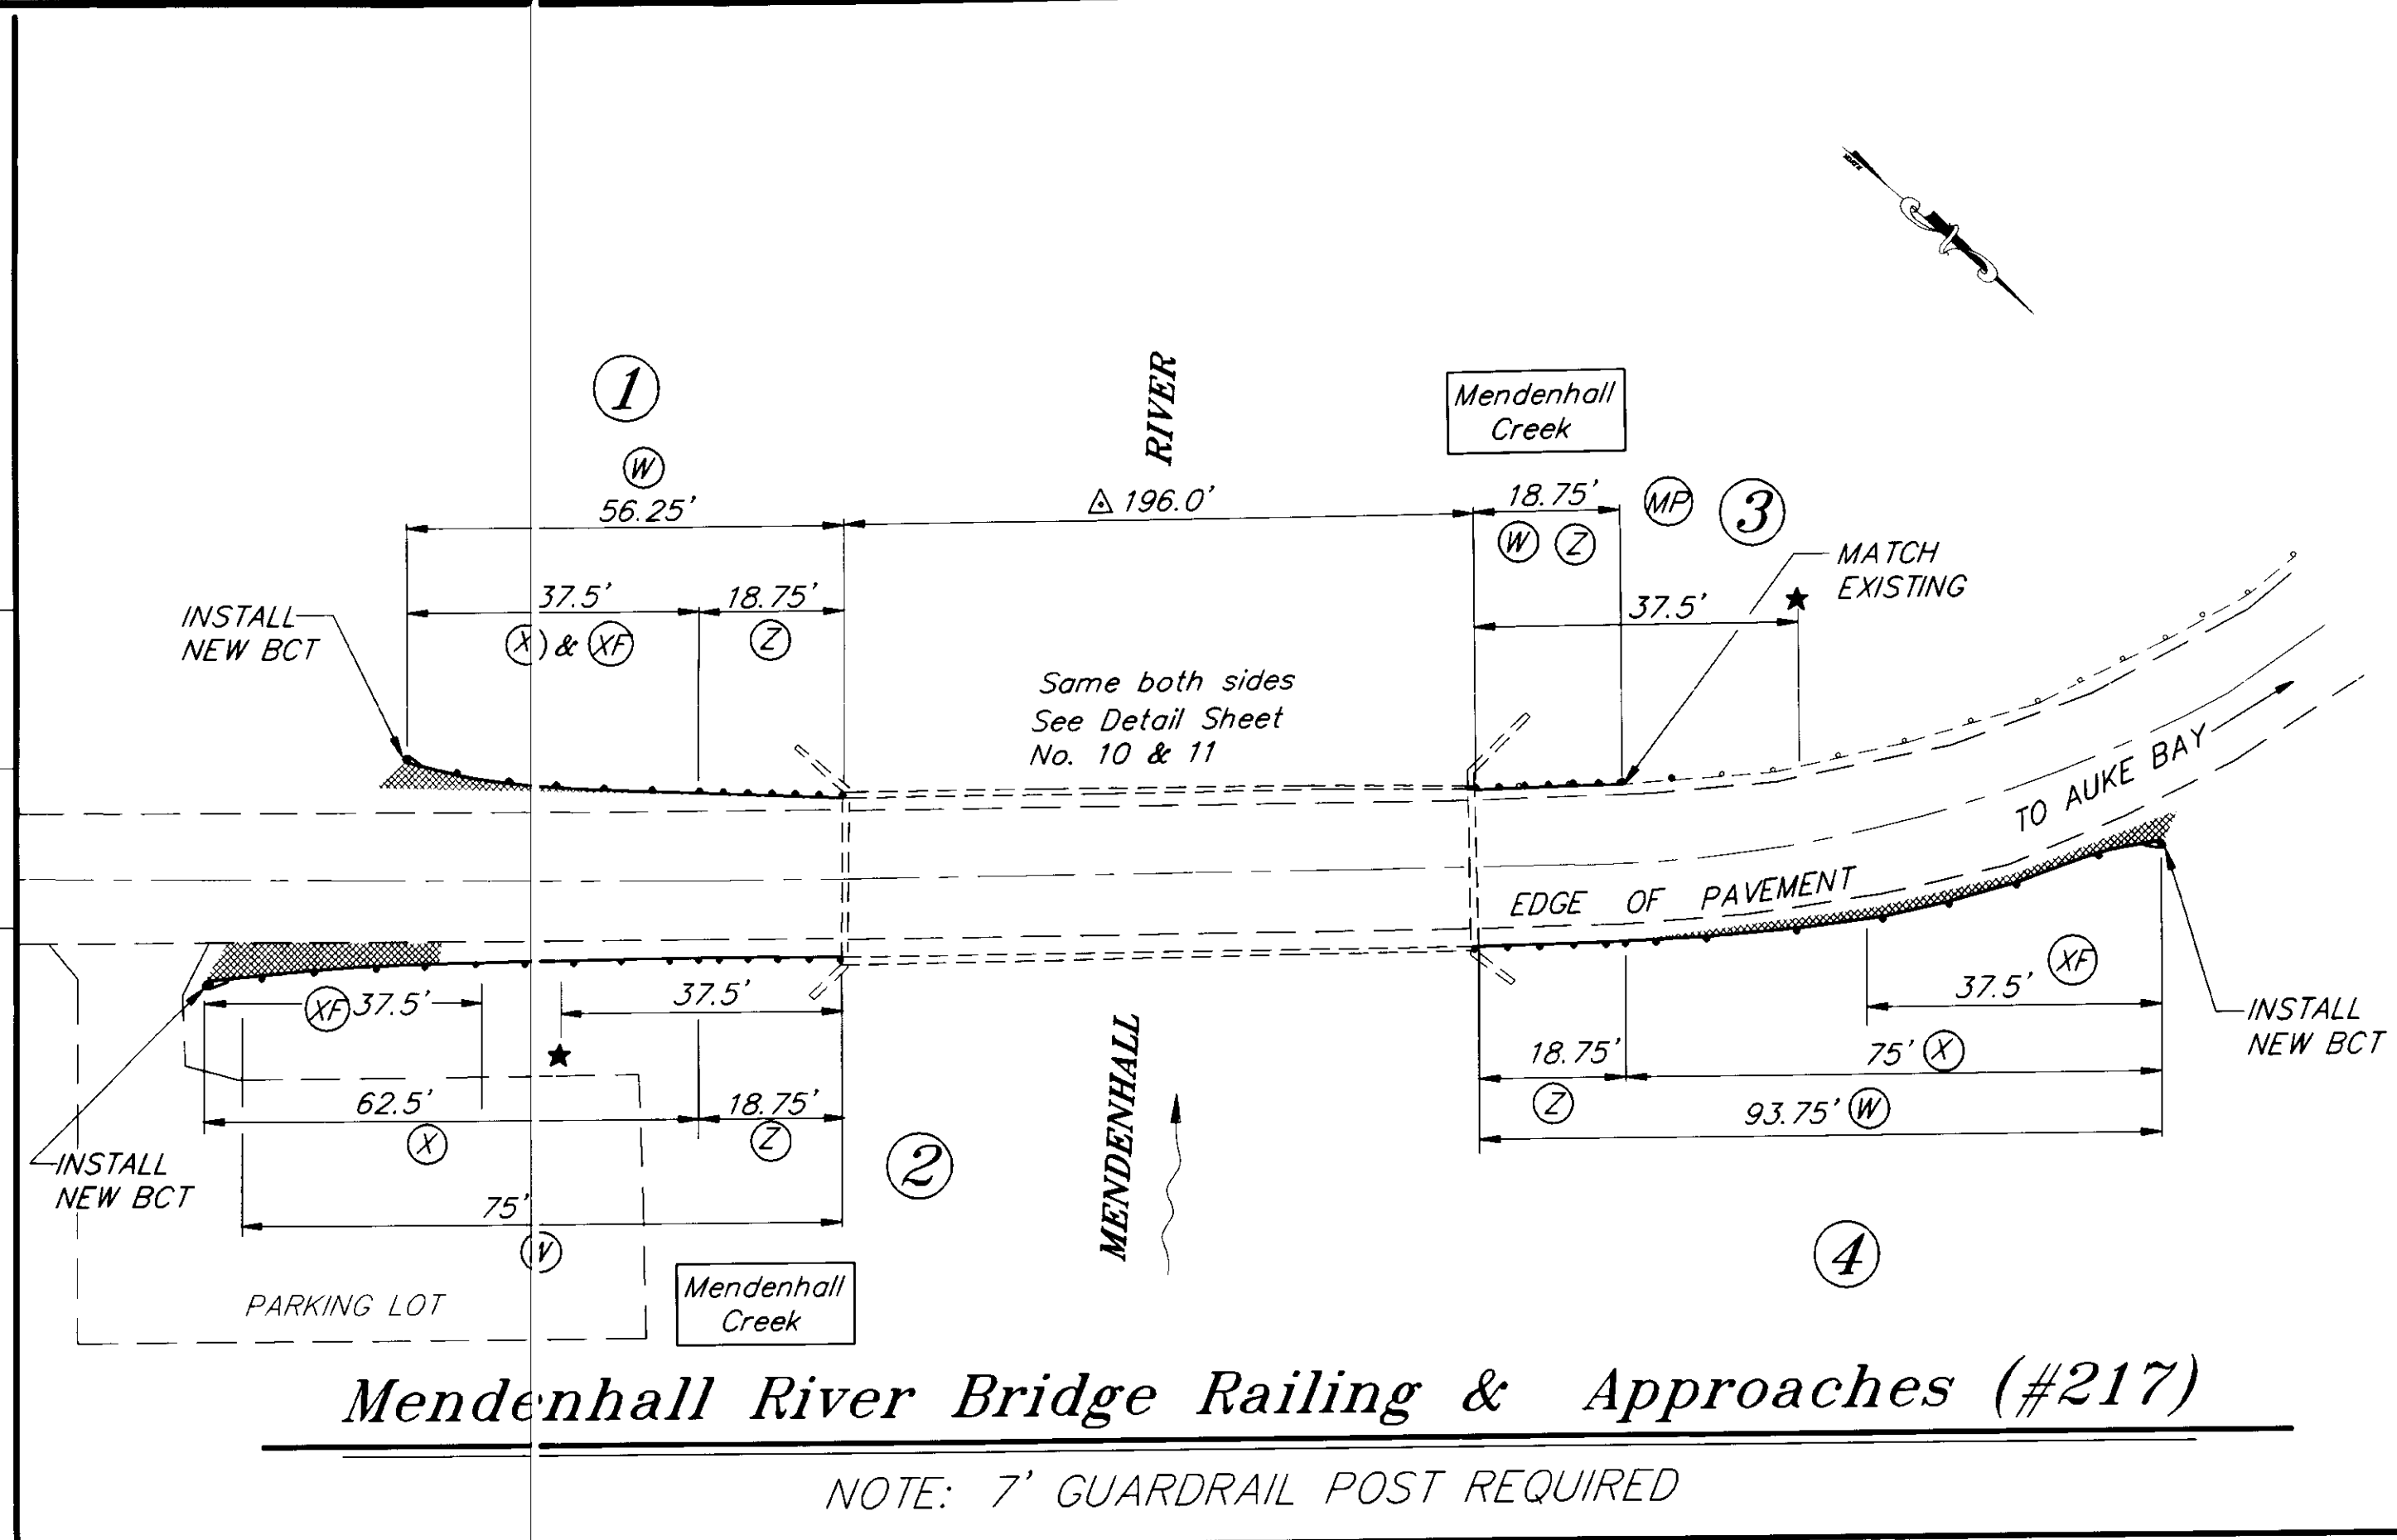 1
W
56.25'
RIVER
Mendenhall
Creek
196.0'
18.75'
MP
3
W Z
MATCH
EXISTING
37.5'
INSTALL
NEW BCT
37.5'
18.75'
X & XF
Z
Same both sides
See Detail Sheet
No. 10 & 11
TO AUKE BAY
EDGE OF PAVEMENT
XF 37.5'
37.5'
37.5'
XF
INSTALL
NEW BCT
62.5'
X
18.75'
Z
18.75'
Z
75' X
93.75' W
INSTALL
NEW BCT
75'
W
2
MENDENHALL
4
PARKING LOT
Mendenhall
Creek
Mendenhall River Bridge Railing & Approaches (#217)
NOTE: 7' GUARDRAIL POST REQUIRED